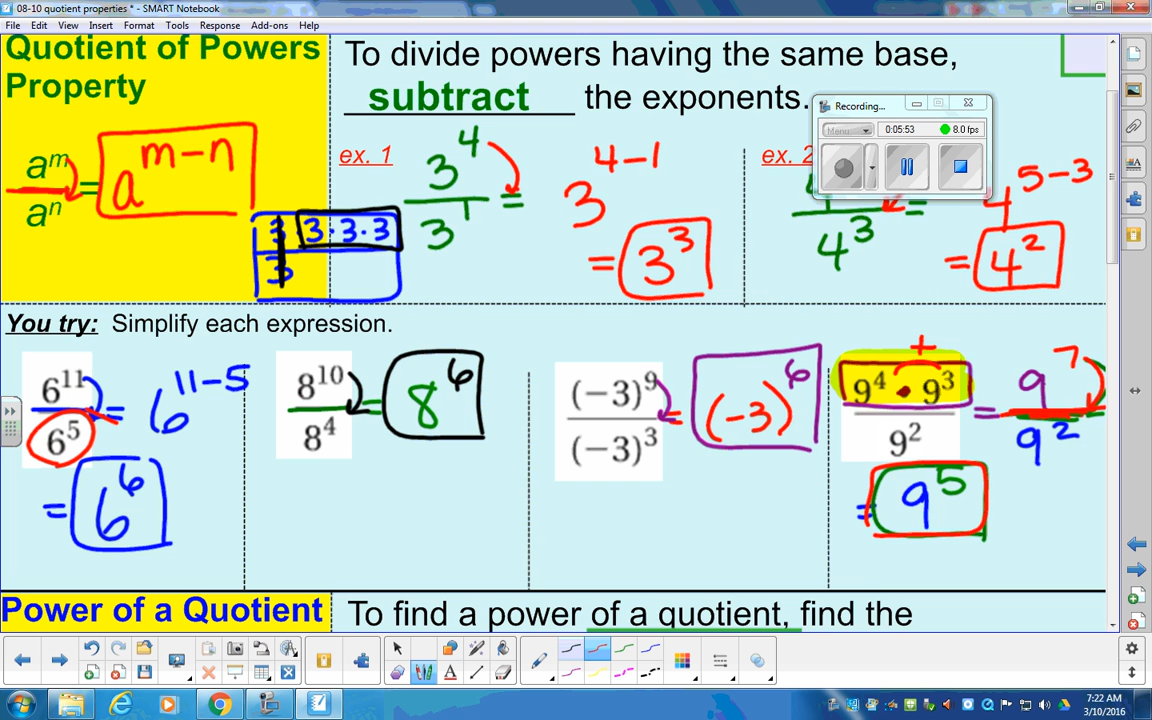 08-10 quotient properties * - SMART Notebook
File Edit View Insert Format Tools Response Add-ons Help
Quotient of Powers
Property
To divide powers having the same base,
subtract the exponents.
Recording...
Menu
0:05:53
8.0 fps
a^m / a^n = a^(m-n)
3 3·3·3
3
ex. 1
3^4 / 3^1 = 3^(4-1)
= 3^3
ex. 2
4^3 = 4^(5-3)
= 4^2
You try: Simplify each expression.
6^11 / 6^5 = 6^(11-5)
= 6^6
8^10 / 8^4 = 8^6
(−3)^9 / (−3)^3 = (−3)^6
+
9^4 • 9^3 / 9^2 = 9^7 / 9^2
= 9^5
Power of a Quotient
To find a power of a quotient, find the
7:22 AM
3/10/2016